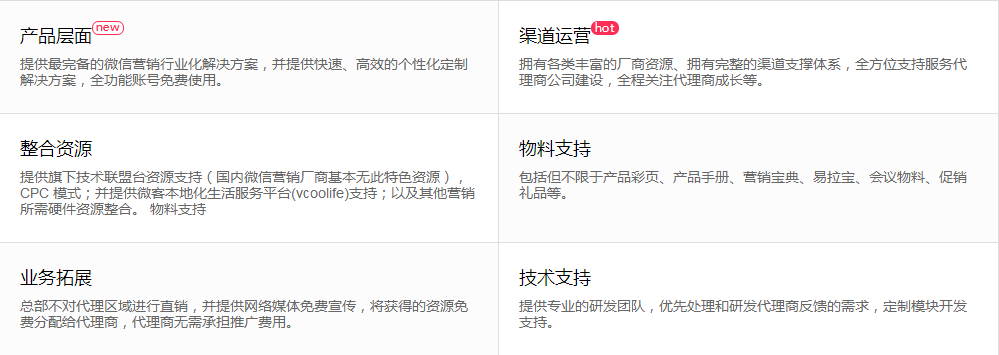 产品层面 new
提供最完备的微信营销行业化解决方案，并提供快速、高效的个性化定制
解决方案，全功能账号免费使用。
渠道运营 hot
拥有各类丰富的厂商资源、拥有完整的渠道支撑体系，全方位支持服务代
理商公司建设，全程关注代理商成长等。
整合资源
提供旗下技术联盟台资源支持（国内微信营销厂商基本无此特色资源），
CPC 模式；并提供微客本地化生活服务平台(vcoolife)支持；以及其他营销
所需硬件资源整合。 物料支持
物料支持
包括但不限于产品彩页、产品手册、营销宝典、易拉宝、会议物料、促销
礼品等。
业务拓展
总部不对代理区域进行直销，并提供网络媒体免费宣传，将获得的资源免
费分配给代理商，代理商无需承担推广费用。
技术支持
提供专业的研发团队，优先处理和研发代理商反馈的需求，定制模块开发
支持。